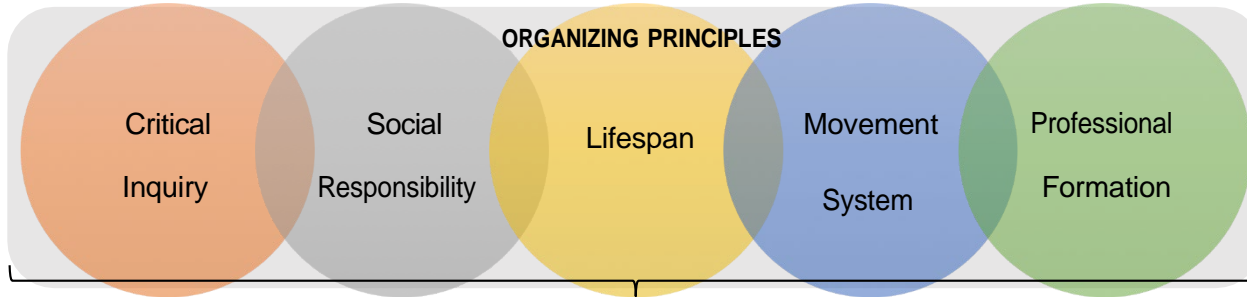 ORGANIZING PRINCIPLES
Critical
Inquiry
Social
Responsibility
Lifespan
Movement
System
Professional
Formation